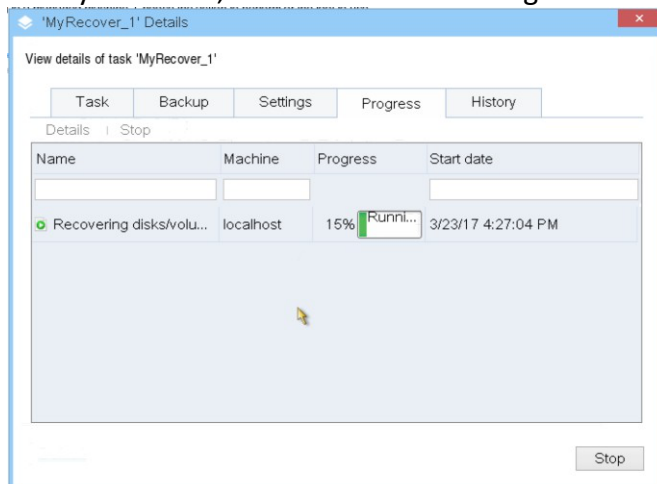 'MyRecover_1' Details
View details of task 'MyRecover_1'
Task Backup Settings Progress History
Details | Stop
Name Machine Progress Start date
Recovering disks/volu... localhost 15% Runni... 3/23/17 4:27:04 PM
Stop